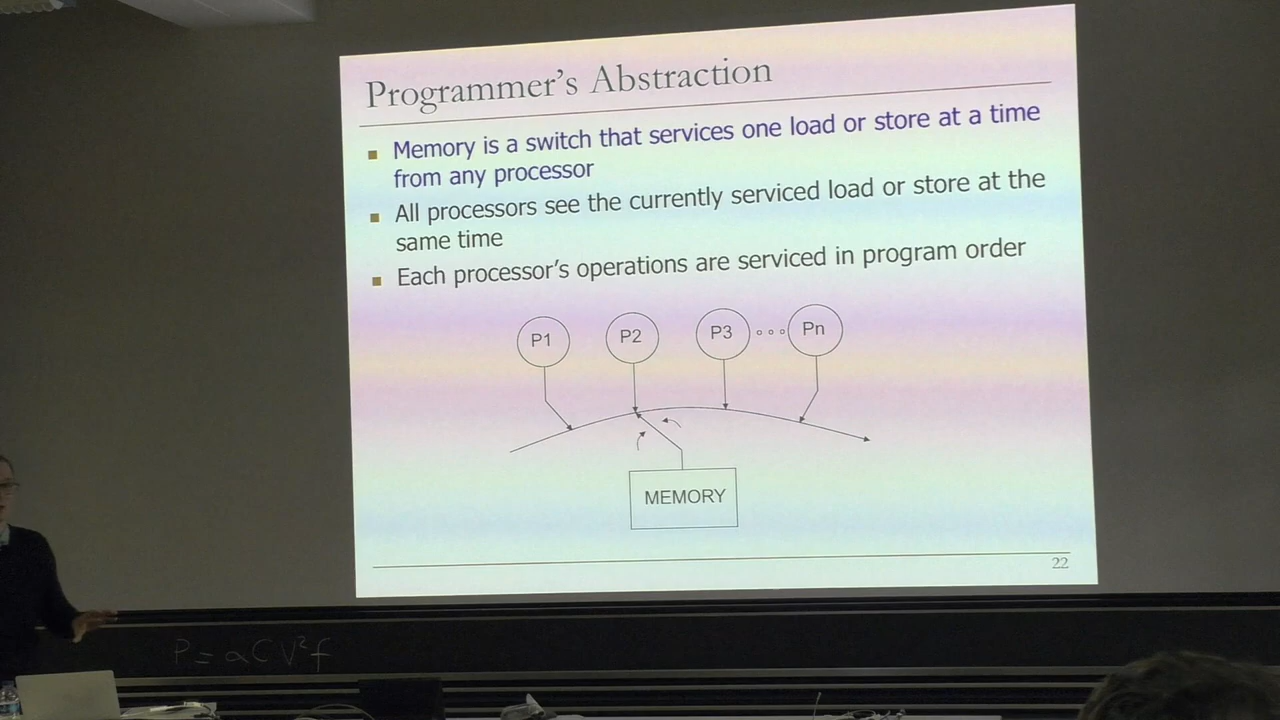 Programmer's Abstraction
Memory is a switch that services one load or store at a time
from any processor
All processors see the currently serviced load or store at the
same time
Each processor's operations are serviced in program order
P1 P2 P3 Pn
MEMORY
22
P = αCV²f